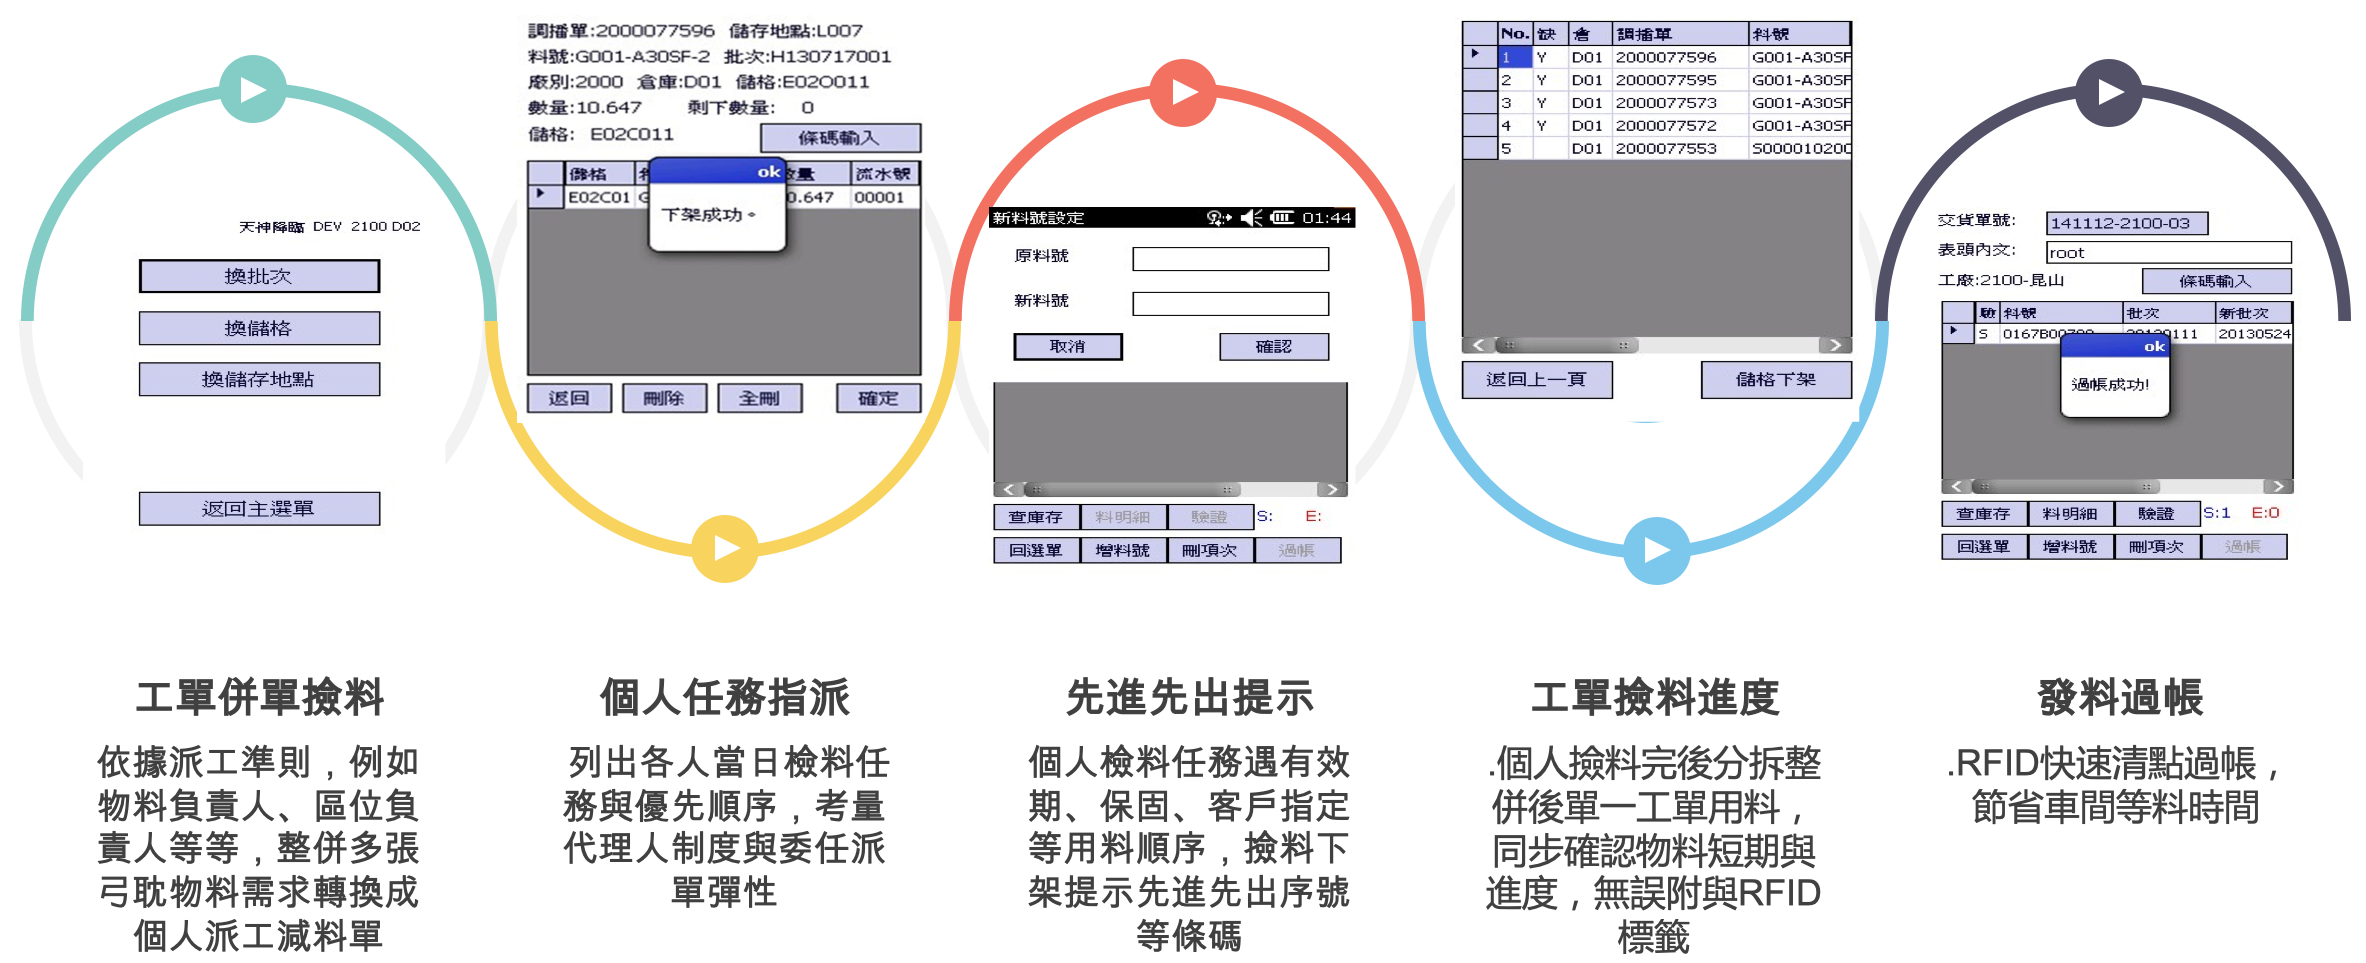 天神降臨 DEV 2100 D02
換批次
換儲格
換儲存地點
返回主選單
調播單:2000077596 儲存地點:L007
料號:G001-A30SF-2 批次:H130717001
廠別:2000 倉庫:D01 儲格:E02C011
數量:10.647 剩下數量: 0
儲格: E02C011
條碼輸入
儲格 量 流水號
E02C01 G 0.647 00001
ok
下架成功。
返回 刪除 全刪 確定
新料號設定 01:44
原料號
新料號
取消 確認
查庫存 料明細 驗證 S: E:
回選單 增料號 刪項次 過帳
No. 缺 倉 調播單 料號
1 Y D01 2000077596 G001-A30SF
2 Y D01 2000077595 G001-A30SF
3 Y D01 2000077573 G001-A30SF
4 Y D01 2000077572 G001-A30SF
5 D01 2000077553 S00001020C
返回上一頁 儲格下架
交貨單號: 141112-2100-03
表頭內文: root
工廠:2100-昆山 條碼輸入
驗 料號 批次 新批次
S 0167B00700 20130111 20130524
ok
過帳成功!
查庫存 料明細 驗證 S:1 E:0
回選單 增料號 刪項次 過帳
工單併單撿料
依據派工準則，例如
物料負責人、區位負
責人等等，整併多張
弓耽物料需求轉換成
個人派工減料單
個人任務指派
列出各人當日檢料任
務與優先順序，考量
代理人制度與委任派
單彈性
先進先出提示
個人檢料任務遇有效
期、保固、客戶指定
等用料順序，撿料下
架提示先進先出序號
等條碼
工單撿料進度
.個人撿料完後分拆整
併後單一工單用料，
同步確認物料短期與
進度，無誤附與RFID
標籤
發料過帳
.RFID快速清點過帳，
節省車間等料時間